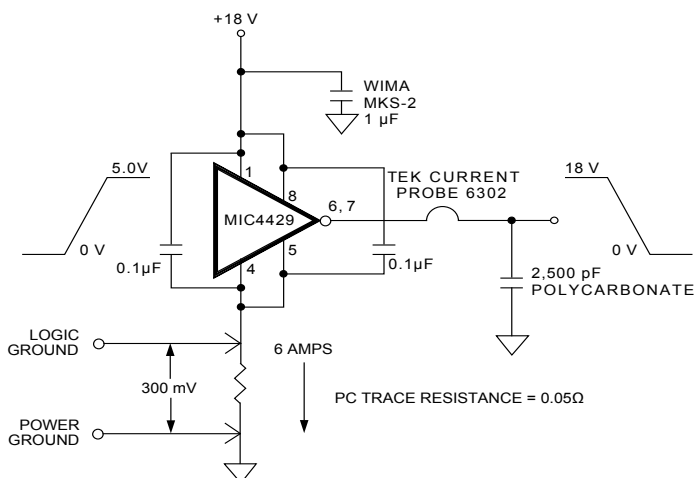 +18 V
WIMA
MKS-2
1 µF
5.0V
0 V
1
8
MIC4429
6, 7
5
4
0.1µF
0.1µF
TEK CURRENT
PROBE 6302
18 V
0 V
2,500 pF
POLYCARBONATE
LOGIC
GROUND
300 mV
6 AMPS
PC TRACE RESISTANCE = 0.05Ω
POWER
GROUND